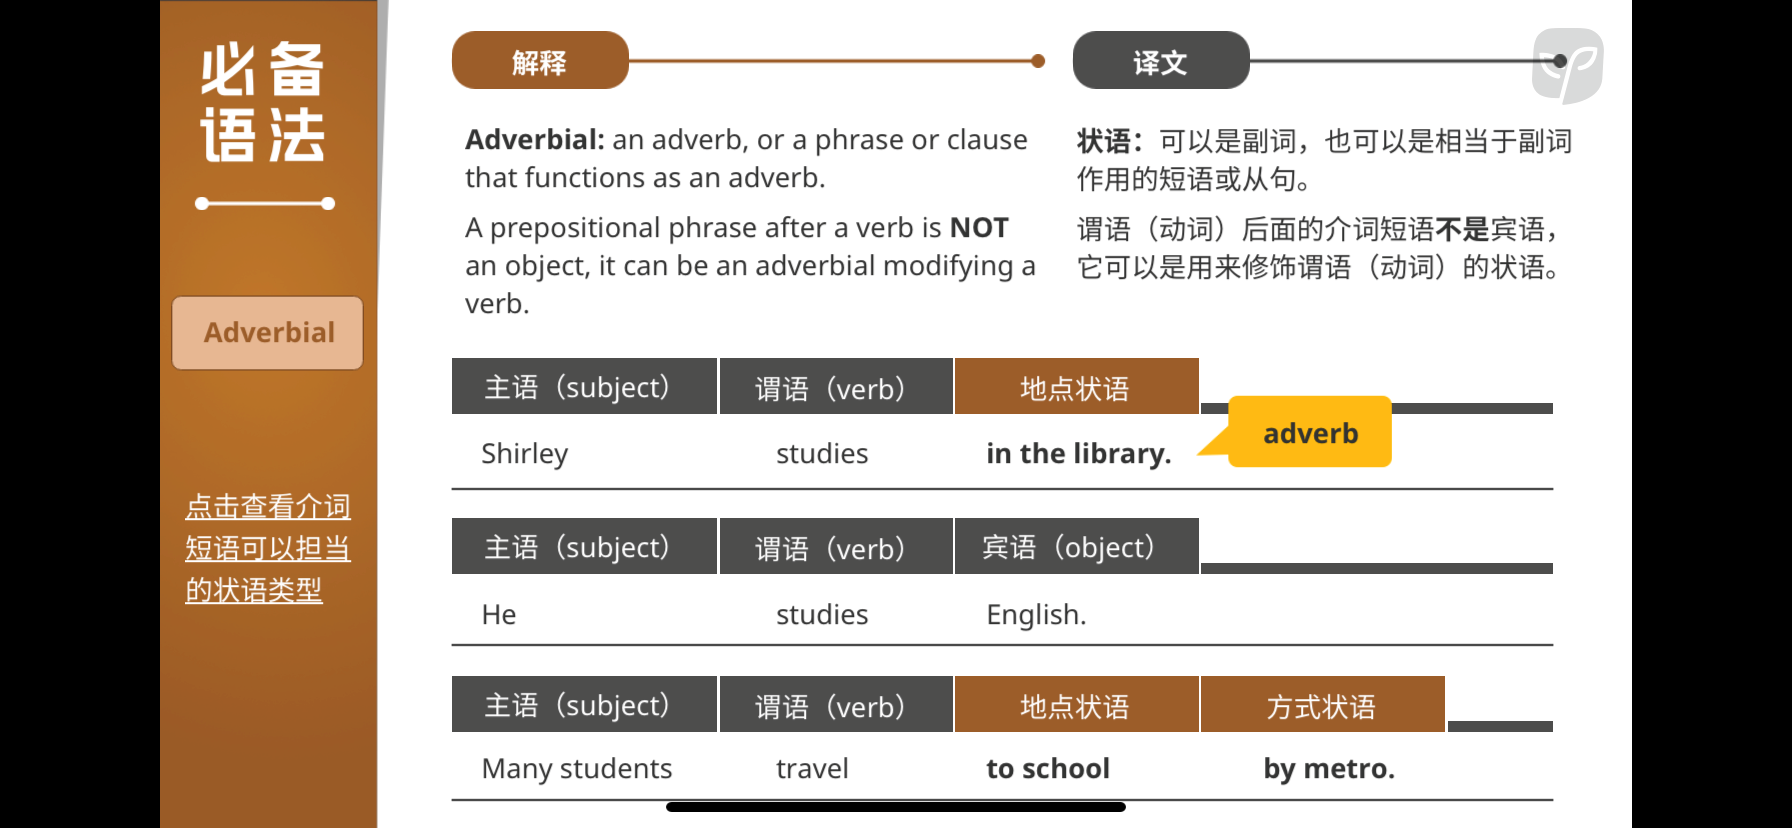 必备
语法
Adverbial
点击查看介词
短语可以担当
的状语类型
解释
Adverbial: an adverb, or a phrase or clause
that functions as an adverb.
A prepositional phrase after a verb is NOT
an object, it can be an adverbial modifying a
verb.
译文
状语：可以是副词，也可以是相当于副词
作用的短语或从句。
谓语（动词）后面的介词短语不是宾语，
它可以是用来修饰谓语（动词）的状语。
主语（subject） 谓语（verb） 地点状语
Shirley studies in the library. adverb
主语（subject） 谓语（verb） 宾语（object）
He studies English.
主语（subject） 谓语（verb） 地点状语 方式状语
Many students travel to school by metro.